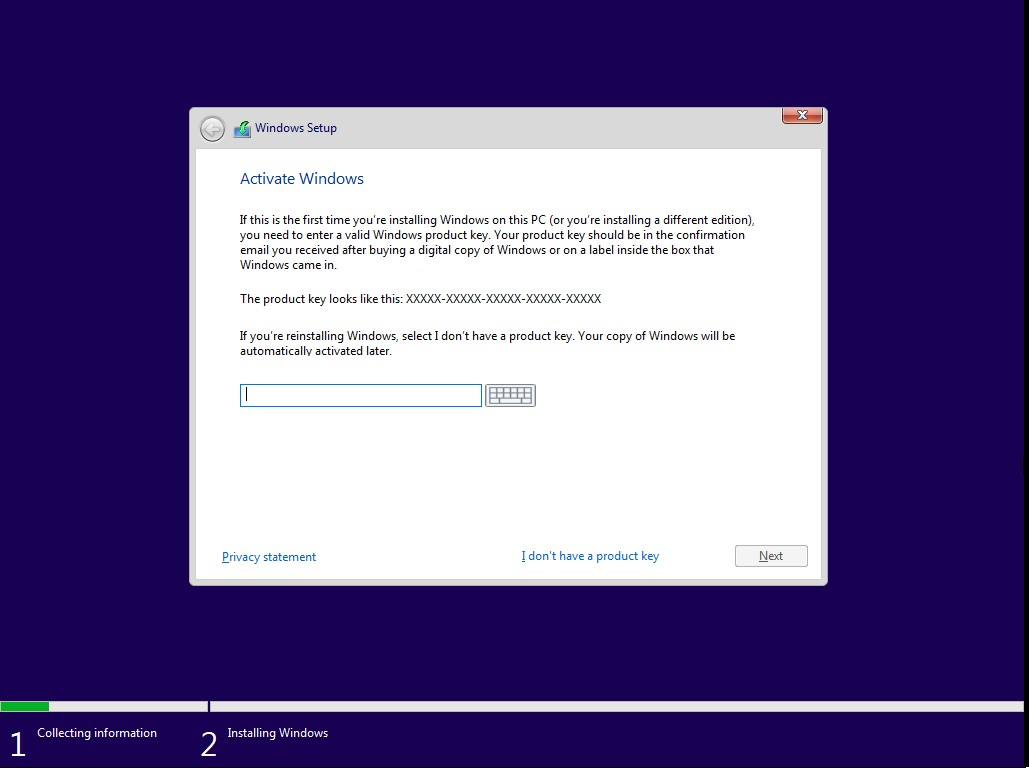 Windows Setup
Activate Windows
If this is the first time you're installing Windows on this PC (or you're installing a different edition),
you need to enter a valid Windows product key. Your product key should be in the confirmation
email you received after buying a digital copy of Windows or on a label inside the box that
Windows came in.
The product key looks like this: XXXXX-XXXXX-XXXXX-XXXXX-XXXXX
If you're reinstalling Windows, select I don't have a product key. Your copy of Windows will be
automatically activated later.
Privacy statement
I don't have a product key
Next
1 Collecting information
2 Installing Windows